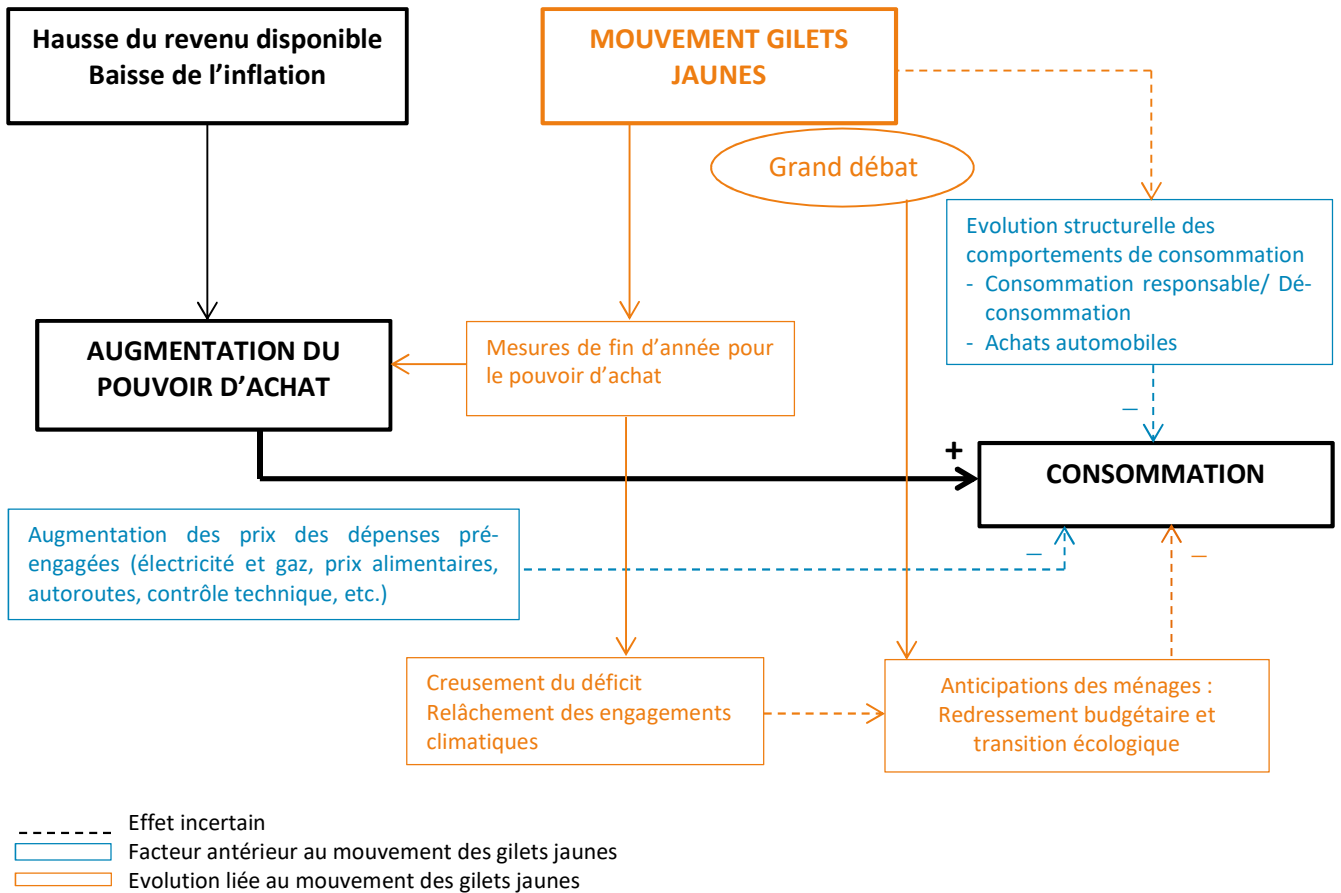 Hausse du revenu disponible
Baisse de l’inflation
MOUVEMENT GILETS
JAUNES
Grand débat
Evolution structurelle des
comportements de consommation
- Consommation responsable/ Dé-
consommation
- Achats automobiles
AUGMENTATION DU
POUVOIR D’ACHAT
Mesures de fin d’année pour
le pouvoir d’achat
–
+
CONSOMMATION
Augmentation des prix des dépenses pré-
engagées (électricité et gaz, prix alimentaires,
autoroutes, contrôle technique, etc.)
–
–
Creusement du déficit
Relâchement des engagements
climatiques
Anticipations des ménages :
Redressement budgétaire et
transition écologique
Effet incertain
Facteur antérieur au mouvement des gilets jaunes
Evolution liée au mouvement des gilets jaunes